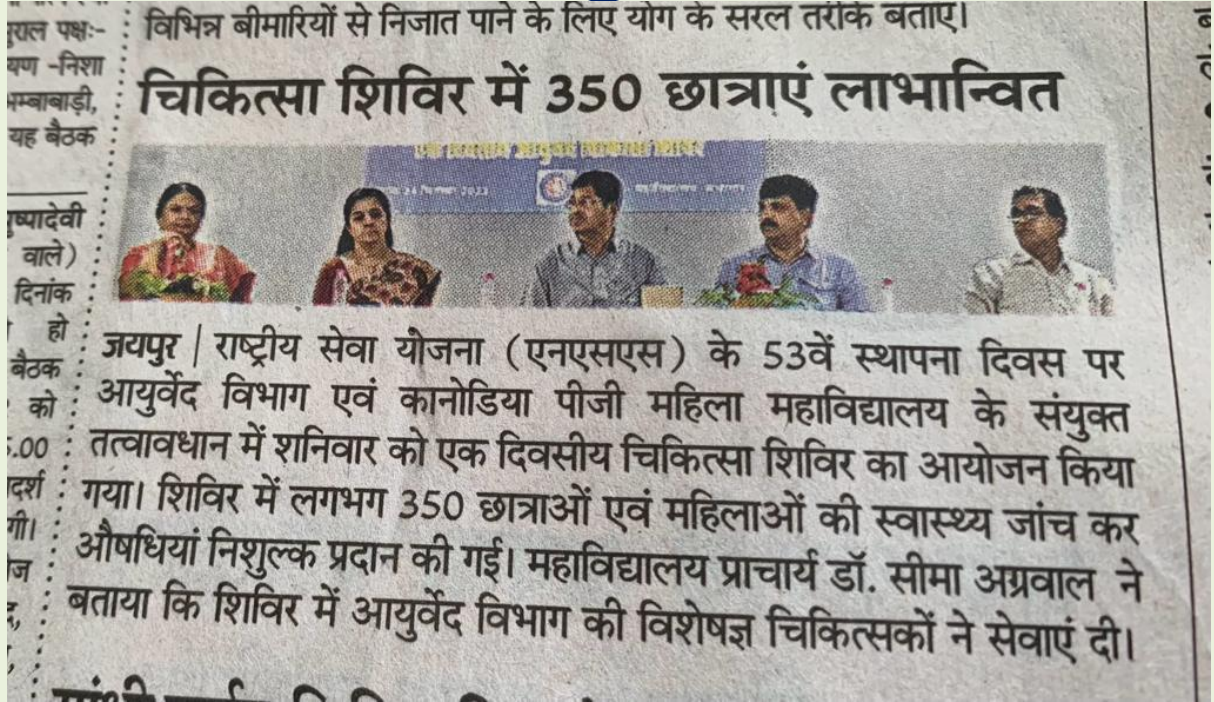 विभिन्न बीमारियों से निजात पाने के लिए योग के सरल तरीके बताए।
चिकित्सा शिविर में 350 छात्राएं लाभान्वित
जयपुर | राष्ट्रीय सेवा योजना (एनएसएस) के 53वें स्थापना दिवस पर
आयुर्वेद विभाग एवं कानोडिया पीजी महिला महाविद्यालय के संयुक्त
तत्वावधान में शनिवार को एक दिवसीय चिकित्सा शिविर का आयोजन किया
गया। शिविर में लगभग 350 छात्राओं एवं महिलाओं की स्वास्थ्य जांच कर
औषधियां निशुल्क प्रदान की गई। महाविद्यालय प्राचार्य डॉ. सीमा अग्रवाल ने
बताया कि शिविर में आयुर्वेद विभाग की विशेषज्ञ चिकित्सकों ने सेवाएं दी।
पक्षः-
-निशा
यह बैठक
वाले)
दिनांक
हो
बैठक
को